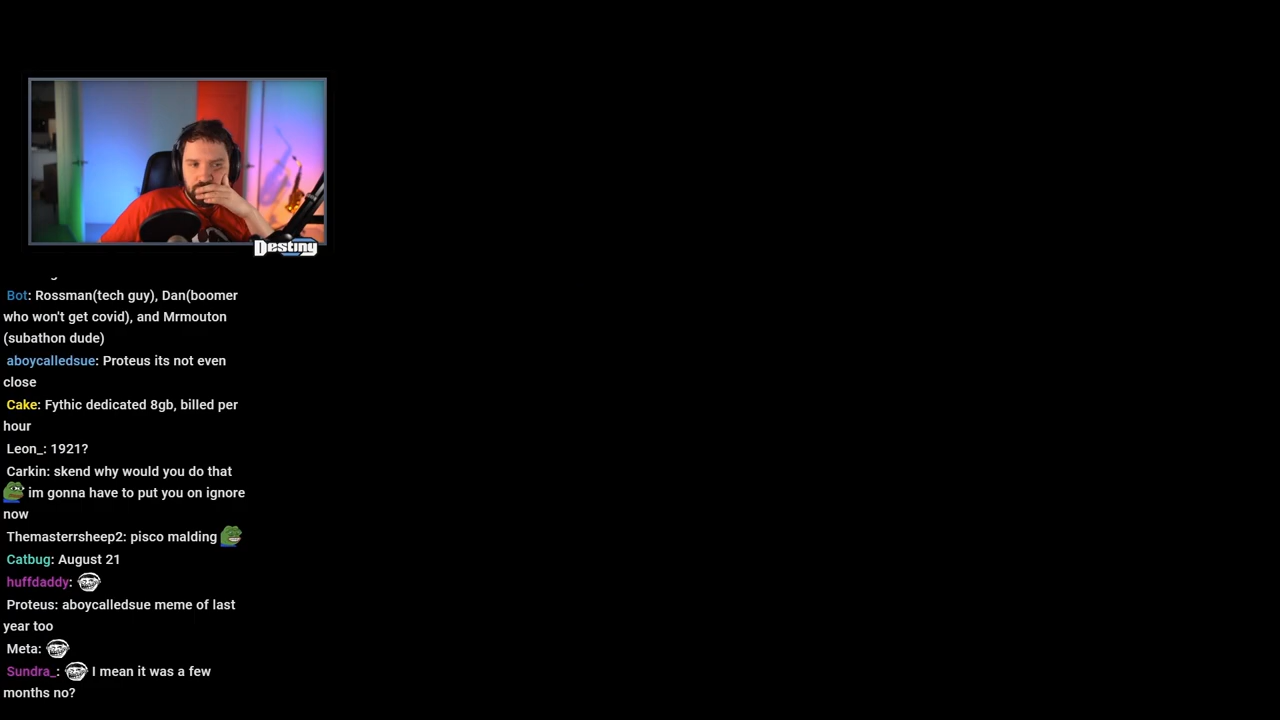 Destiny
Bot: Rossman(tech guy), Dan(boomer
who won't get covid), and Mrmouton
(subathon dude)
aboycalledsue: Proteus its not even
close
Cake: Fythic dedicated 8gb, billed per
hour
Leon_: 1921?
Carkin: skend why would you do that
im gonna have to put you on ignore
now
Themasterrsheep2: pisco malding
Catbug: August 21
huffdaddy:
Proteus: aboycalledsue meme of last
year too
Meta:
Sundra_: I mean it was a few
months no?